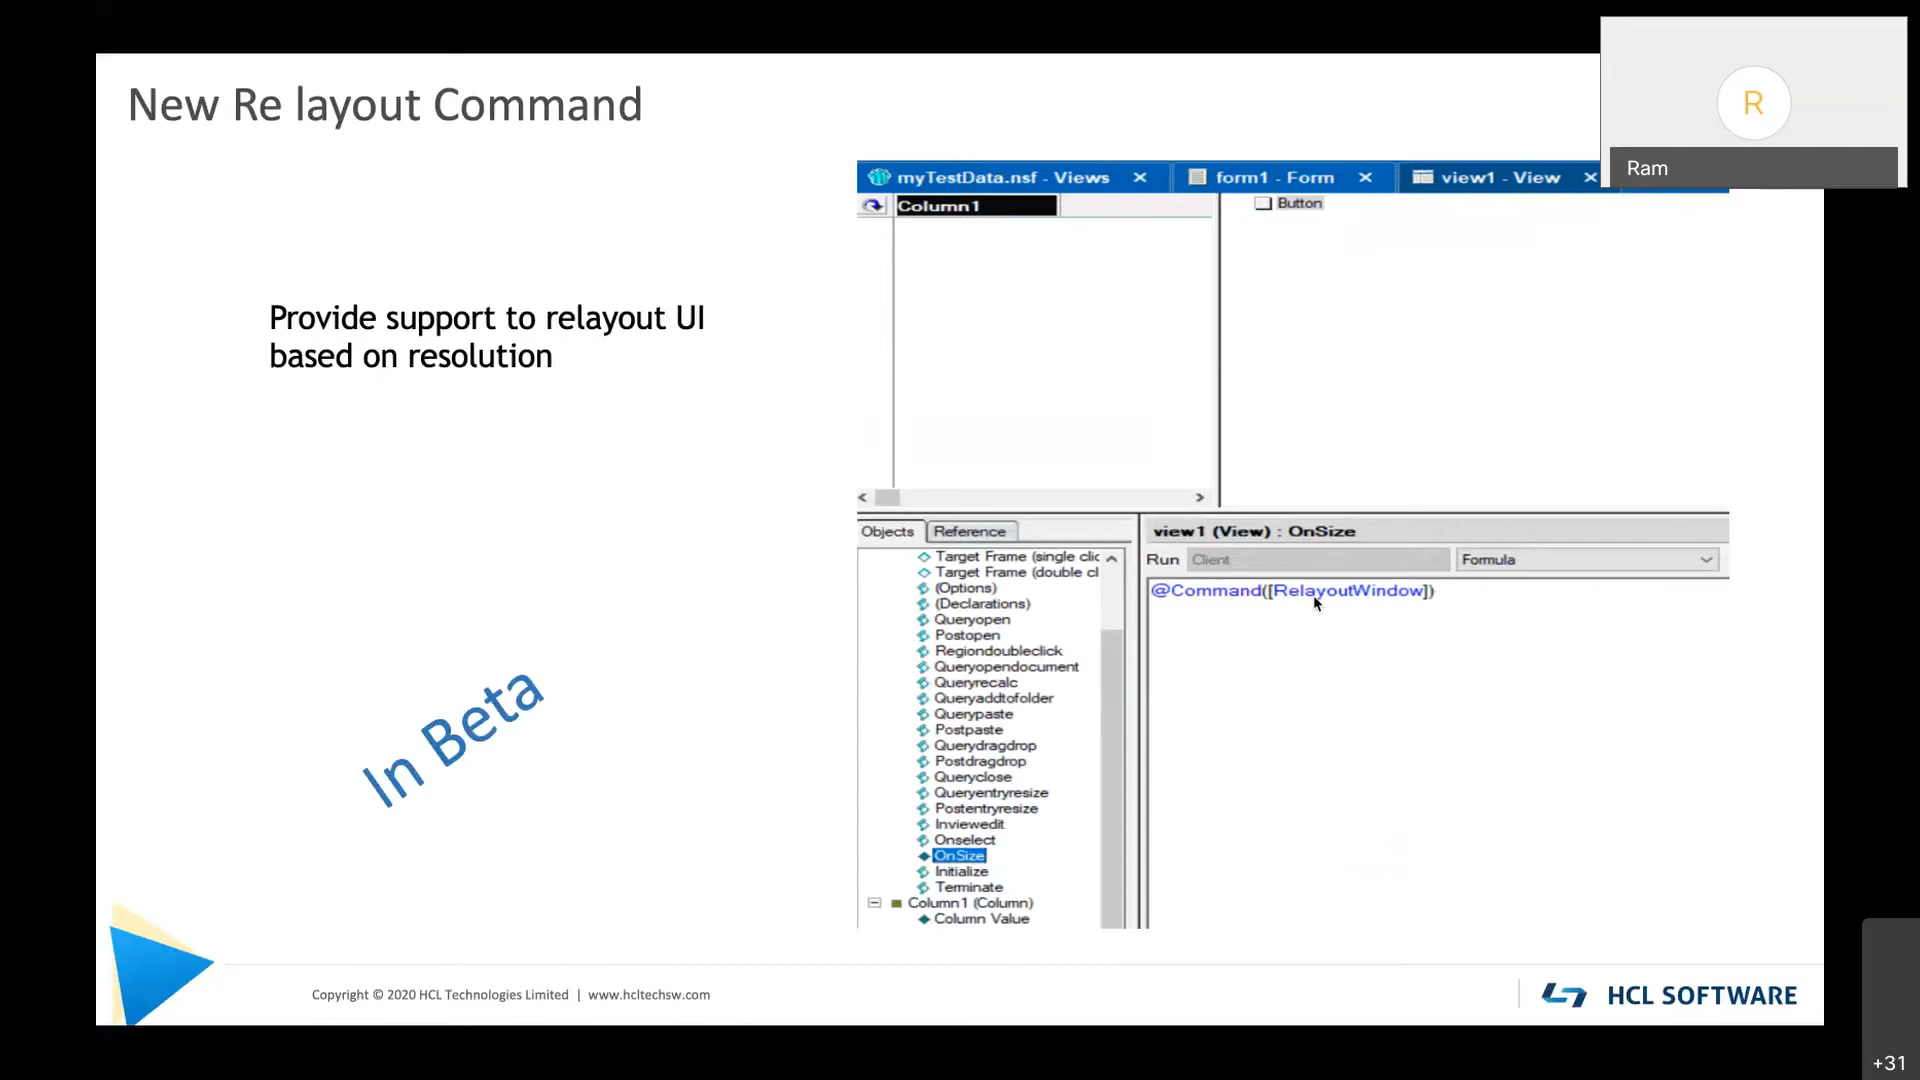 New Re layout Command
R
Ram
myTestData.nsf - Views
form1 - Form
view1 - View
Column1
Button
Provide support to relayout UI
based on resolution
Objects
Reference
view1 (View) : OnSize
Run
Client
Formula
@Command([RelayoutWindow])
Target Frame (single clic
Target Frame (double cl
(Options)
(Declarations)
Queryopen
Postopen
Regiondoubleclick
Queryopendocument
Queryrecalc
Queryaddtofolder
Querypaste
Postpaste
Querydragdrop
Postdragdrop
Queryclose
Queryentryresize
Postentryresize
Inviewedit
Onselect
OnSize
Initialize
Terminate
Column1 (Column)
Column Value
In Beta
Copyright © 2020 HCL Technologies Limited | www.hcltechsw.com
HCL SOFTWARE
+31